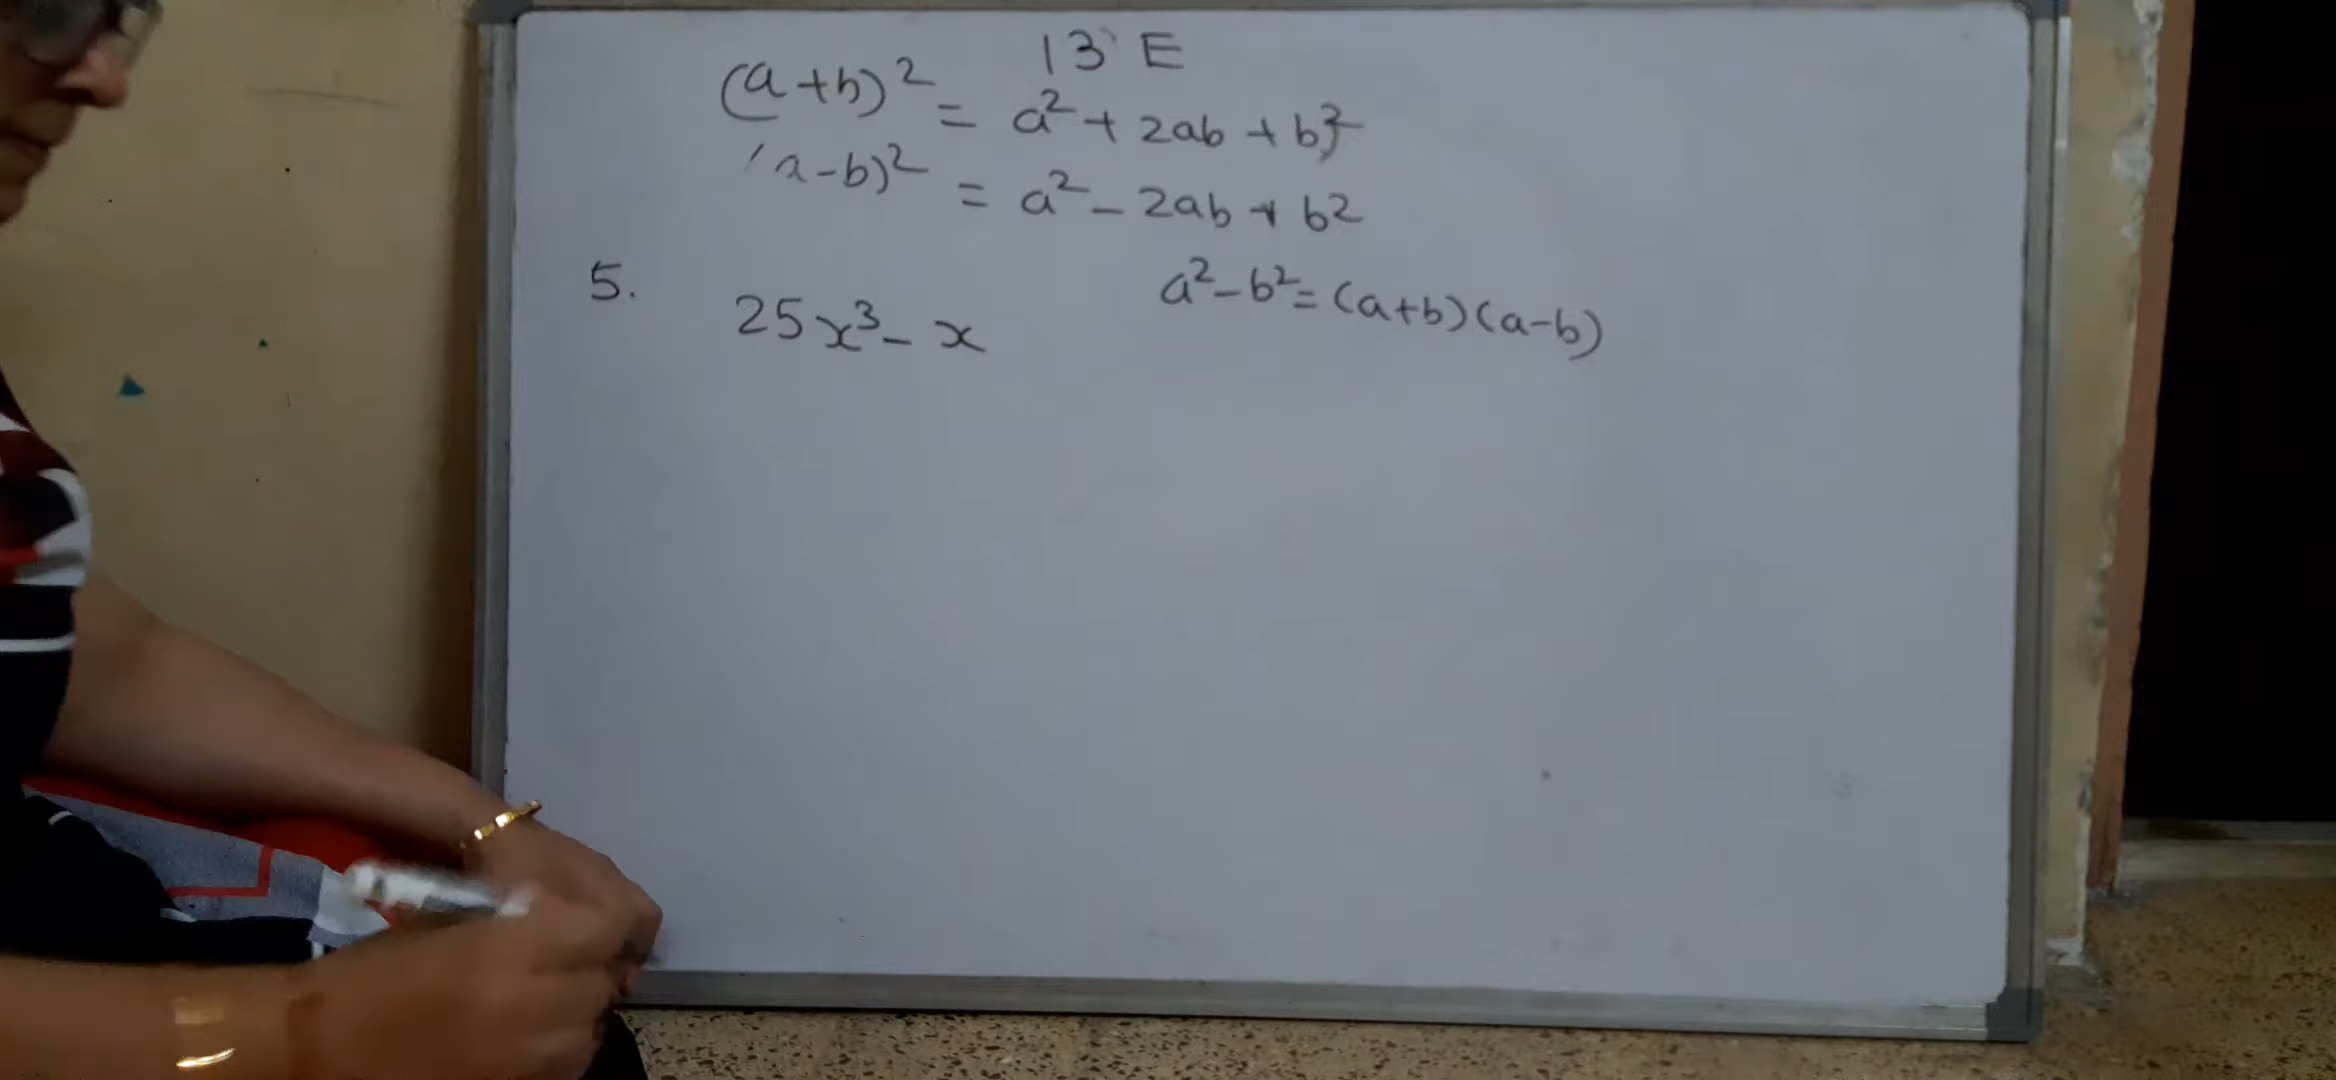 13 E
(a+b)² = a² + 2ab + b²
(a-b)² = a² - 2ab + b²
5. 25x³ - x
a² - b² = (a+b)(a-b)